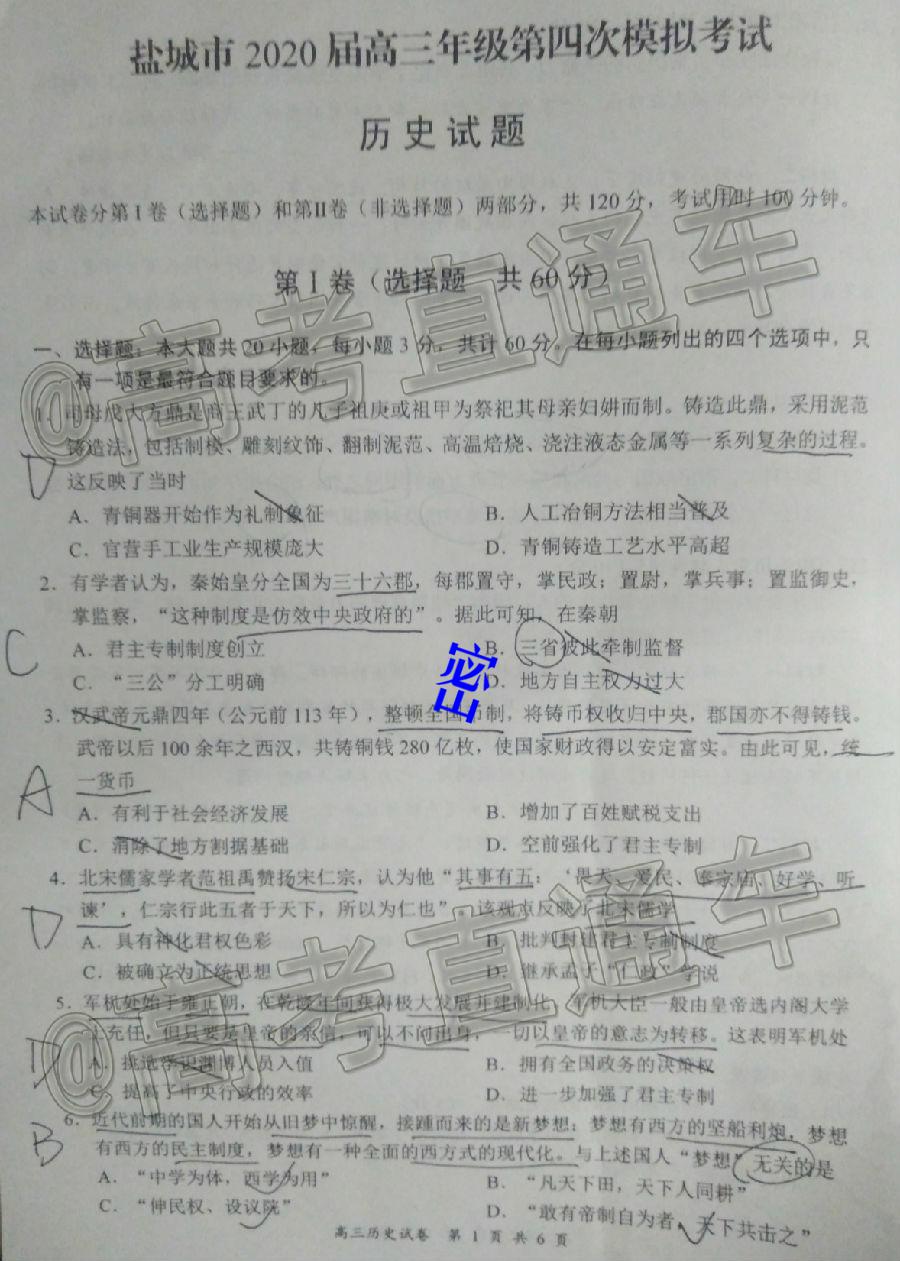 盐城市 2020 届高三年级第四次模拟考试
历史试题
本试卷分第 I 卷（选择题）和第II卷（非选择题）两部分，共 120 分，考试用时 100 分钟。
第 I 卷（选择题 共 60 分）
一、选择题：本大题共 20 小题，每小题 3 分，共计 60 分。在每小题列出的四个选项中，只
有一项是最符合题目要求的。
1．司母戊大方鼎是商王武丁的儿子祖庚或祖甲为祭祀其母亲妇妌而制。铸造此鼎，采用泥范
铸造法，包括制模、雕刻纹饰、翻制泥范、高温焙烧、浇注液态金属等一系列复杂的过程。
D
这反映了当时
A．青铜器开始作为礼制象征 B．人工冶铜方法相当普及
C．官营手工业生产规模庞大 D．青铜铸造工艺水平高超
2．有学者认为，秦始皇分全国为三十六郡，每郡置守，掌民政；置尉，掌兵事；置监御史，
掌监察，“这种制度是仿效中央政府的”。据此可知，在秦朝
C
A．君主专制制度创立 B．三省彼此牵制监督
C．“三公”分工明确 D．地方自主权力过大
密
3．汉武帝元鼎四年（公元前 113 年），整顿全国币制，将铸币权收归中央，郡国亦不得铸钱。
武帝以后 100 余年之西汉，共铸铜钱 280 亿枚，使国家财政得以安定富实。由此可见，统
A
一货币
A．有利于社会经济发展 B．增加了百姓赋税支出
C．消除了地方割据基础 D．空前强化了君主专制
4．北宋儒家学者范祖禹赞扬宋仁宗，认为他“其事有五：‘畏天、爱民、奉宗庙、好学、听
谏’，仁宗行此五者于天下，所以为仁也”。该观点反映了北宋儒学
D
A．具有神化君权色彩 B．批判封建君主专制制度
C．被确立为正统思想 D．继承孟子“仁政”学说
5．军机处始于雍正朝，在乾隆年间获得极大发展并建制化，军机大臣一般由皇帝选内阁大学
士充任，但只要是皇帝的亲信，可以不问出身，一切以皇帝的意志为转移。这表明军机处
D
A．挑选学识渊博人员入值 B．拥有全国政务的决策权
C．提高了中央行政的效率 D．进一步加强了君主专制
6．近代前期的国人开始从旧梦中惊醒，接踵而来的是新梦想：梦想有西方的坚船利炮，梦想
有西方的民主制度，梦想有一种全面的西方式的现代化。与上述国人“梦想”无关的是
B
A．“中学为体，西学为用” B．“凡天下田，天下人同耕”
C．“伸民权、设议院” D．“敢有帝制自为者，天下共击之”
高三历史试卷 第 1 页 共 6 页
@高考直通车
@高考直通车